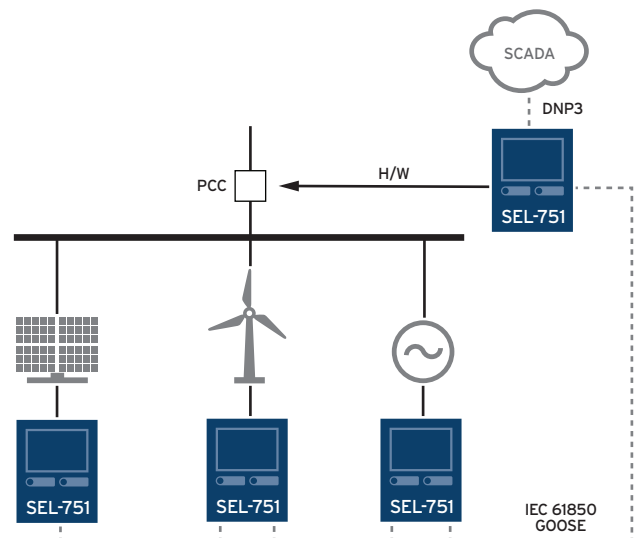 SCADA
DNP3
H/W
PCC
SEL-751
SEL-751
SEL-751
SEL-751
IEC 61850
GOOSE